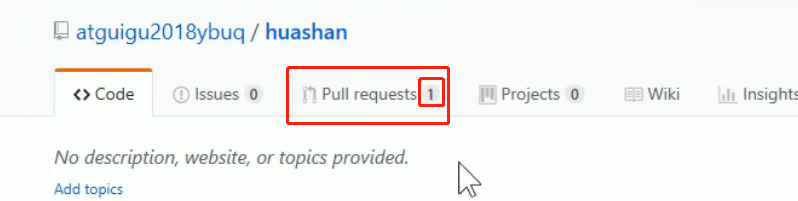 atguigu2018ybuq / huashan
<> Code Issues 0 Pull requests 1 Projects 0 Wiki Insights
No description, website, or topics provided.
Add topics